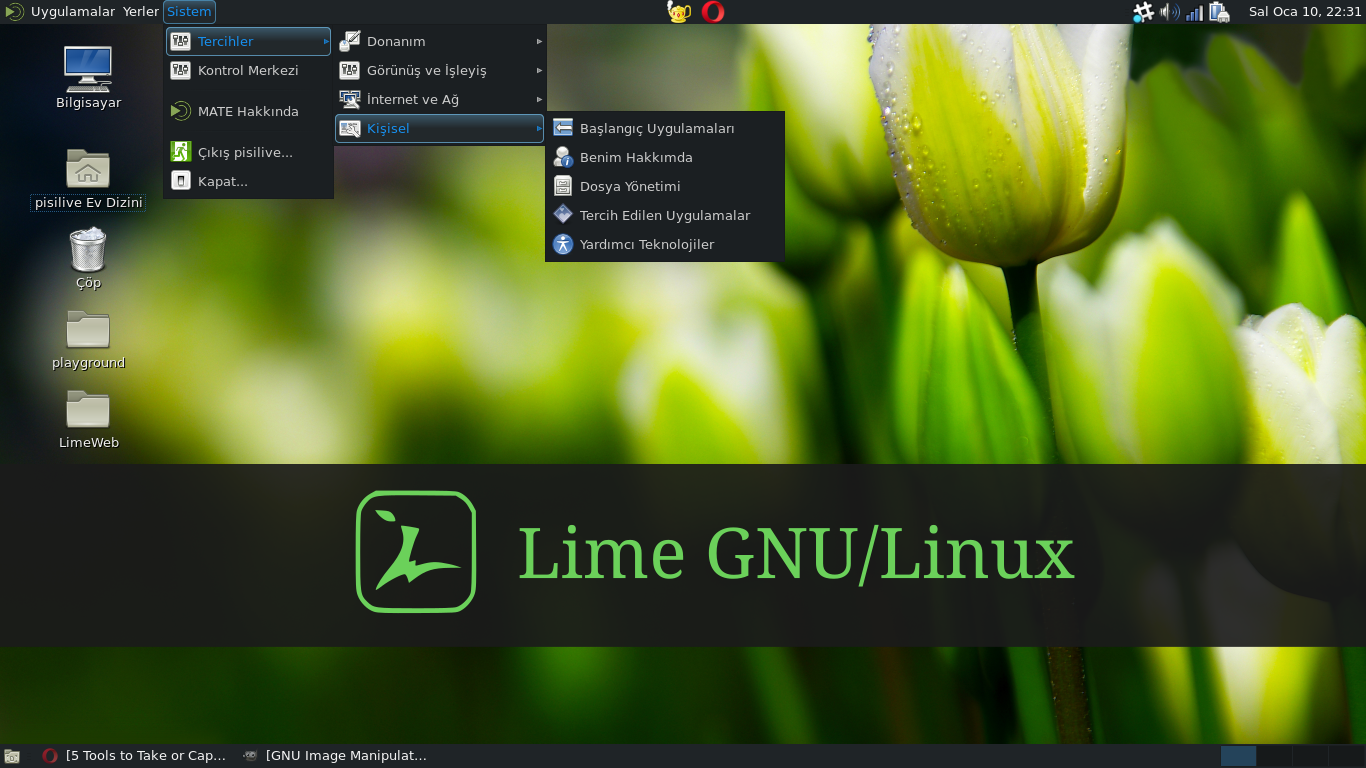 Uygulamalar Yerler Sistem
Sal Oca 10, 22:31
Tercihler
Kontrol Merkezi
MATE Hakkında
Çıkış pisilive...
Kapat...
Donanım
Görünüş ve İşleyiş
İnternet ve Ağ
Kişisel
Başlangıç Uygulamaları
Benim Hakkımda
Dosya Yönetimi
Tercih Edilen Uygulamalar
Yardımcı Teknolojiler
Bilgisayar
pisilive Ev Dizini
Çöp
playground
LimeWeb
Lime GNU/Linux
[5 Tools to Take or Cap...
[GNU Image Manipulat...